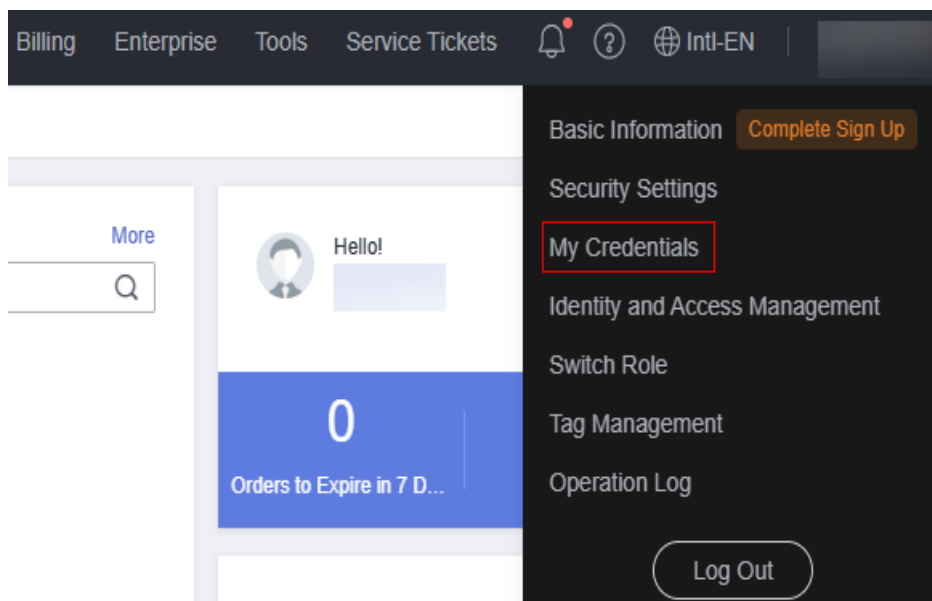 Billing Enterprise Tools Service Tickets Intl-EN
Basic Information Complete Sign Up
Security Settings
My Credentials
Identity and Access Management
Switch Role
Tag Management
Operation Log
Log Out
More
Hello!
0
Orders to Expire in 7 D...